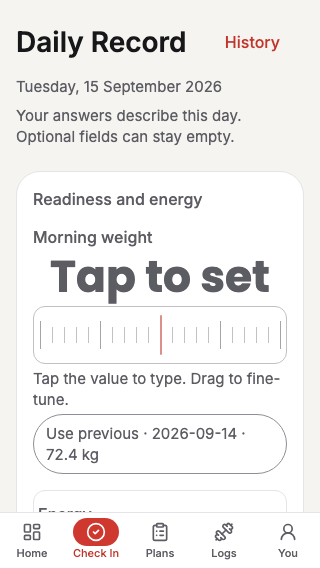 Daily Record
History
Tuesday, 15 September 2026
Your answers describe this day.
Optional fields can stay empty.
Readiness and energy
Morning weight
Tap to set
Tap the value to type. Drag to fine-
tune.
Use previous · 2026-09-14 ·
72.4 kg
Energy
Home
Check In
Plans
Logs
You